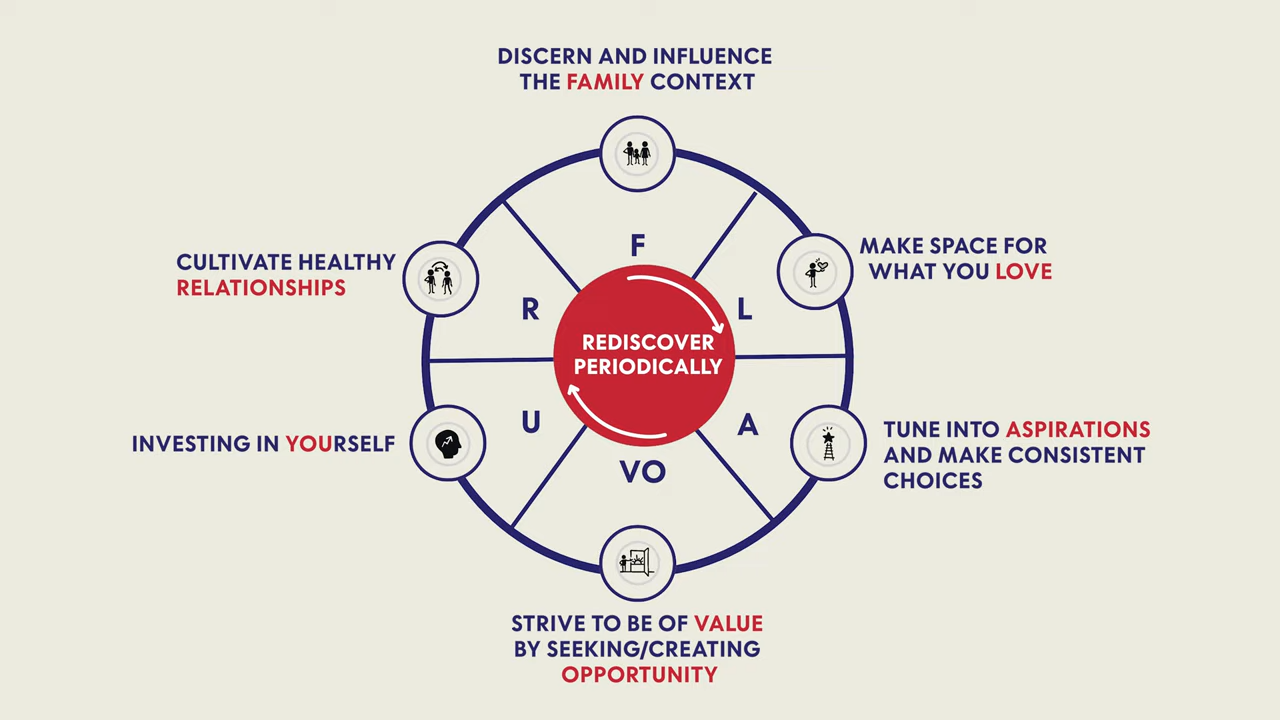 DISCERN AND INFLUENCE
THE FAMILY CONTEXT
F
MAKE SPACE FOR
WHAT YOU LOVE
L
TUNE INTO ASPIRATIONS
AND MAKE CONSISTENT
CHOICES
A
STRIVE TO BE OF VALUE
BY SEEKING/CREATING
OPPORTUNITY
VO
INVESTING IN YOURSELF
U
CULTIVATE HEALTHY
RELATIONSHIPS
R
REDISCOVER
PERIODICALLY